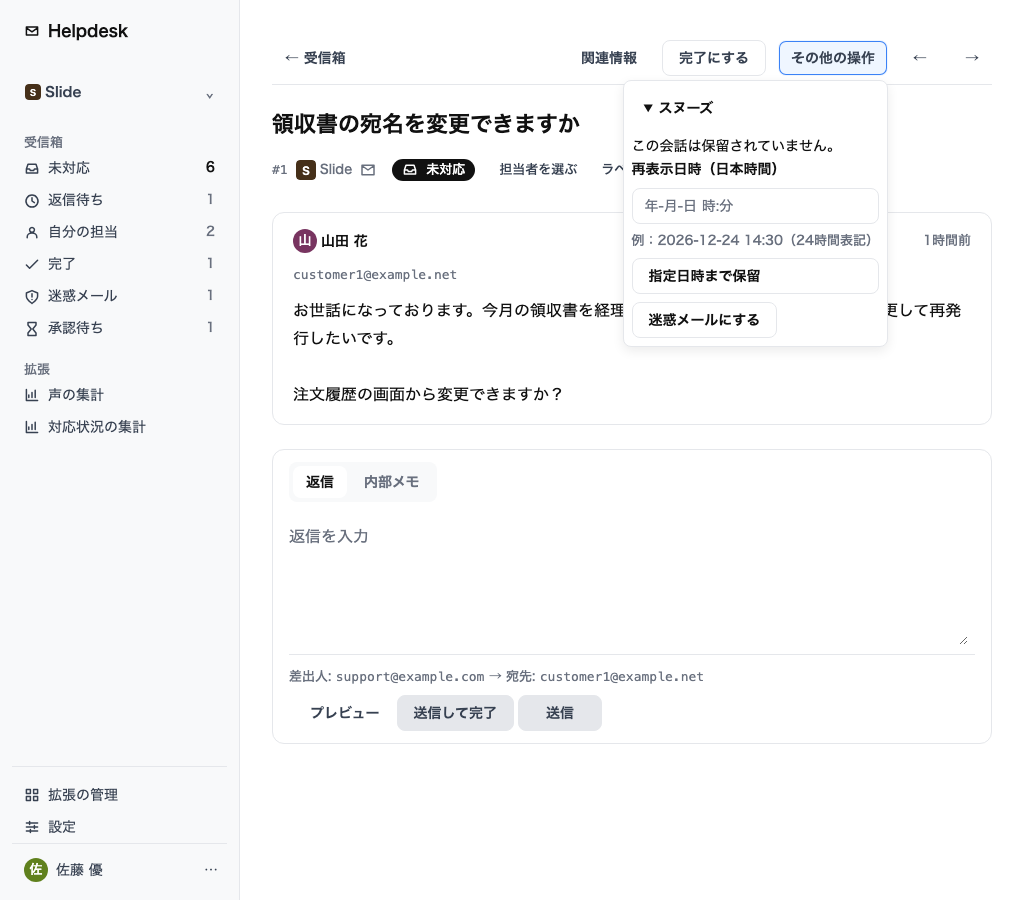 Helpdesk
S Slide
受信箱
未対応 6
返信待ち 1
自分の担当 2
完了 1
迷惑メール 1
承認待ち 1
拡張
声の集計
対応状況の集計
拡張の管理
設定
佐 佐藤 優 …
← 受信箱 関連情報 完了にする その他の操作 ← →
領収書の宛名を変更できますか
#1 S Slide 未対応 担当者を選ぶ ラベ
▼ スヌーズ
この会話は保留されていません。
再表示日時（日本時間）
年-月-日 時:分
例：2026-12-24 14:30（24時間表記）
指定日時まで保留
迷惑メールにする
山 山田 花 1時間前
customer1@example.net
お世話になっております。今月の領収書を経理 更して再発
行したいです。
注文履歴の画面から変更できますか？
返信 内部メモ
返信を入力
差出人: support@example.com → 宛先: customer1@example.net
プレビュー 送信して完了 送信